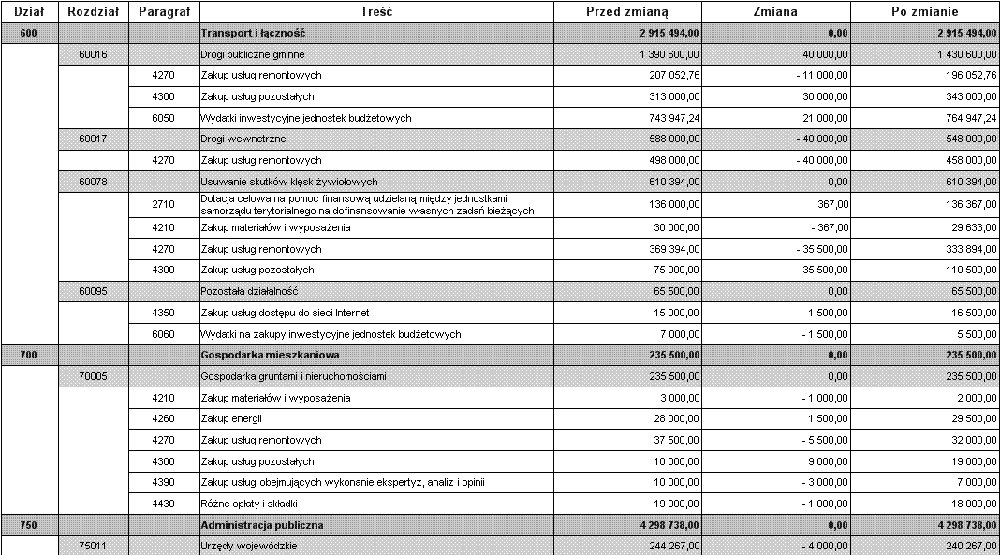 Dział Rozdział Paragraf Treść Przed zmianą Zmiana Po zmianie
600 Transport i łączność 2 915 494,00 0,00 2 915 494,00
60016 Drogi publiczne gminne 1 390 600,00 40 000,00 1 430 600,00
4270 Zakup usług remontowych 207 052,76 - 11 000,00 196 052,76
4300 Zakup usług pozostałych 313 000,00 30 000,00 343 000,00
6050 Wydatki inwestycyjne jednostek budżetowych 743 947,24 21 000,00 764 947,24
60017 Drogi wewnetrzne 588 000,00 - 40 000,00 548 000,00
4270 Zakup usług remontowych 498 000,00 - 40 000,00 458 000,00
60078 Usuwanie skutków klęsk żywiołowych 610 394,00 0,00 610 394,00
2710 Dotacja celowa na pomoc finansową udzielaną między jednostkami
samorządu terytorialnego na dofinansowanie własnych zadań bieżących 136 000,00 367,00 136 367,00
4210 Zakup materiałów i wyposażenia 30 000,00 - 367,00 29 633,00
4270 Zakup usług remontowych 369 394,00 - 35 500,00 333 894,00
4300 Zakup usług pozostałych 75 000,00 35 500,00 110 500,00
60095 Pozostała działalność 65 500,00 0,00 65 500,00
4350 Zakup usług dostępu do sieci Internet 15 000,00 1 500,00 16 500,00
6060 Wydatki na zakupy inwestycyjne jednostek budżetowych 7 000,00 - 1 500,00 5 500,00
700 Gospodarka mieszkaniowa 235 500,00 0,00 235 500,00
70005 Gospodarka gruntami i nieruchomościami 235 500,00 0,00 235 500,00
4210 Zakup materiałów i wyposażenia 3 000,00 - 1 000,00 2 000,00
4260 Zakup energii 28 000,00 1 500,00 29 500,00
4270 Zakup usług remontowych 37 500,00 - 5 500,00 32 000,00
4300 Zakup usług pozostałych 10 000,00 9 000,00 19 000,00
4390 Zakup usług obejmujących wykonanie ekspertyz, analiz i opinii 10 000,00 - 3 000,00 7 000,00
4430 Różne opłaty i składki 19 000,00 - 1 000,00 18 000,00
750 Administracja publiczna 4 298 738,00 0,00 4 298 738,00
75011 Urzędy wojewódzkie 244 267,00 - 4 000,00 240 267,00